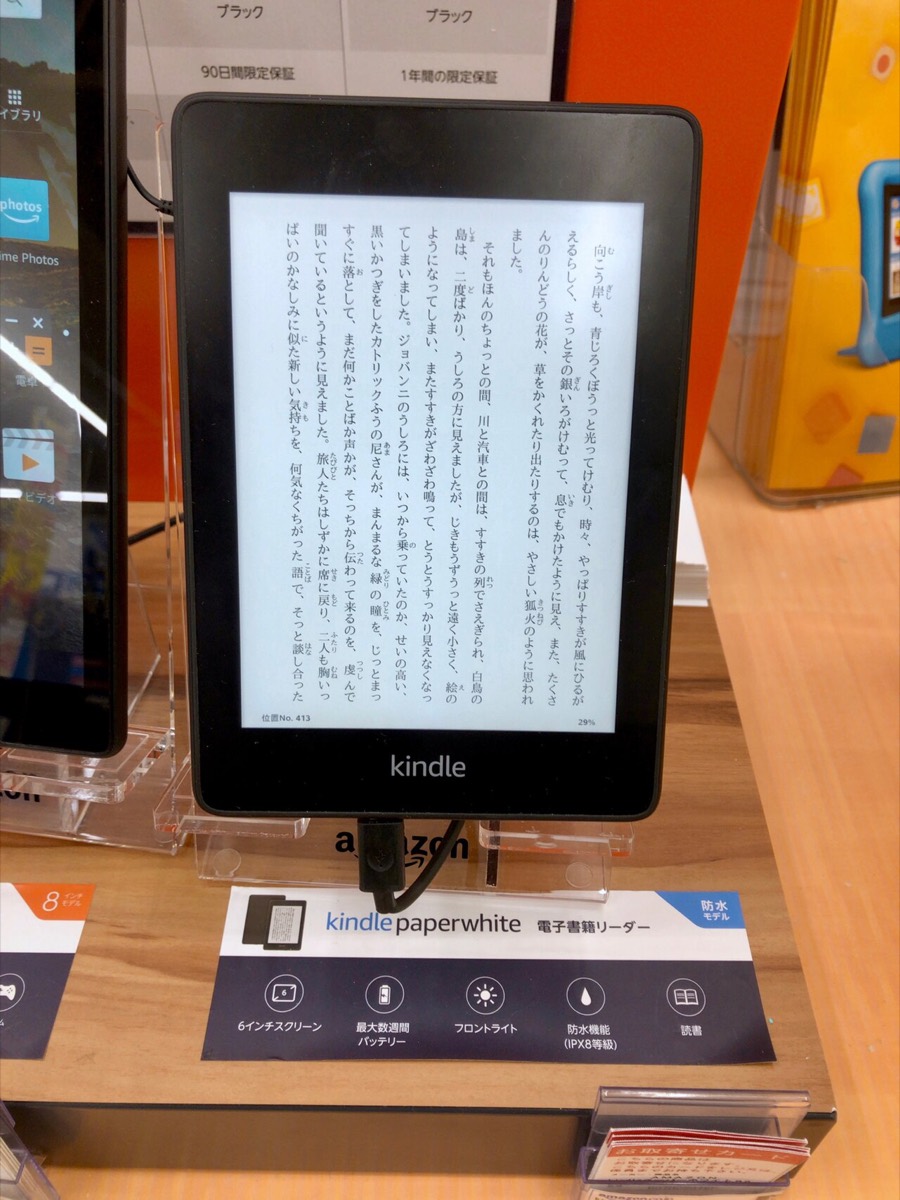 ブラック
ブラック
90日間限定保証
1年間の限定保証
イブラリ
photos
ime Photos
電卓
ビデオ
向こう岸も、青じろくぼうっと光ってけむり、時々、やっぱりすすきが風にひるが
えるらしく、さっとその銀いろがけむって、息でもかけたように見え、また、たくさ
んのりんどうの花が、草をかくれたり出たりするのは、やさしい狐火のように思われ
ました。
それもほんのちょっとの間、川と汽車との間は、すすきの列でさえぎられ、白鳥の
島は、二度ばかり、うしろの方に見えましたが、じきもうずうっと遠く小さく、絵の
ようになってしまい、またすすきがざわざわ鳴って、とうとうすっかり見えなくなっ
てしまいました。ジョバンニのうしろには、いつから乗っていたのか、せいの高い、
黒いかつぎをしたカトリックふうの尼さんが、まんまるな緑の瞳を、じっとまっ
すぐに落として、まだ何かことばか声かが、そっちから伝わって来るのを、虔んで
聞いているというように見えました。旅人たちはしずかに席に戻り、二人も胸いっ
ぱいのかなしみに似た新しい気持ちを、何気なくちがった語で、そっと談し合った
位置No. 413
29%
kindle
amazon
8インチ
モデル
kindle paperwhite 電子書籍リーダー
防水
モデル
6インチスクリーン
最大数週間
バッテリー
フロントライト
防水機能
(IPX8等級)
読書
お取寄せカード